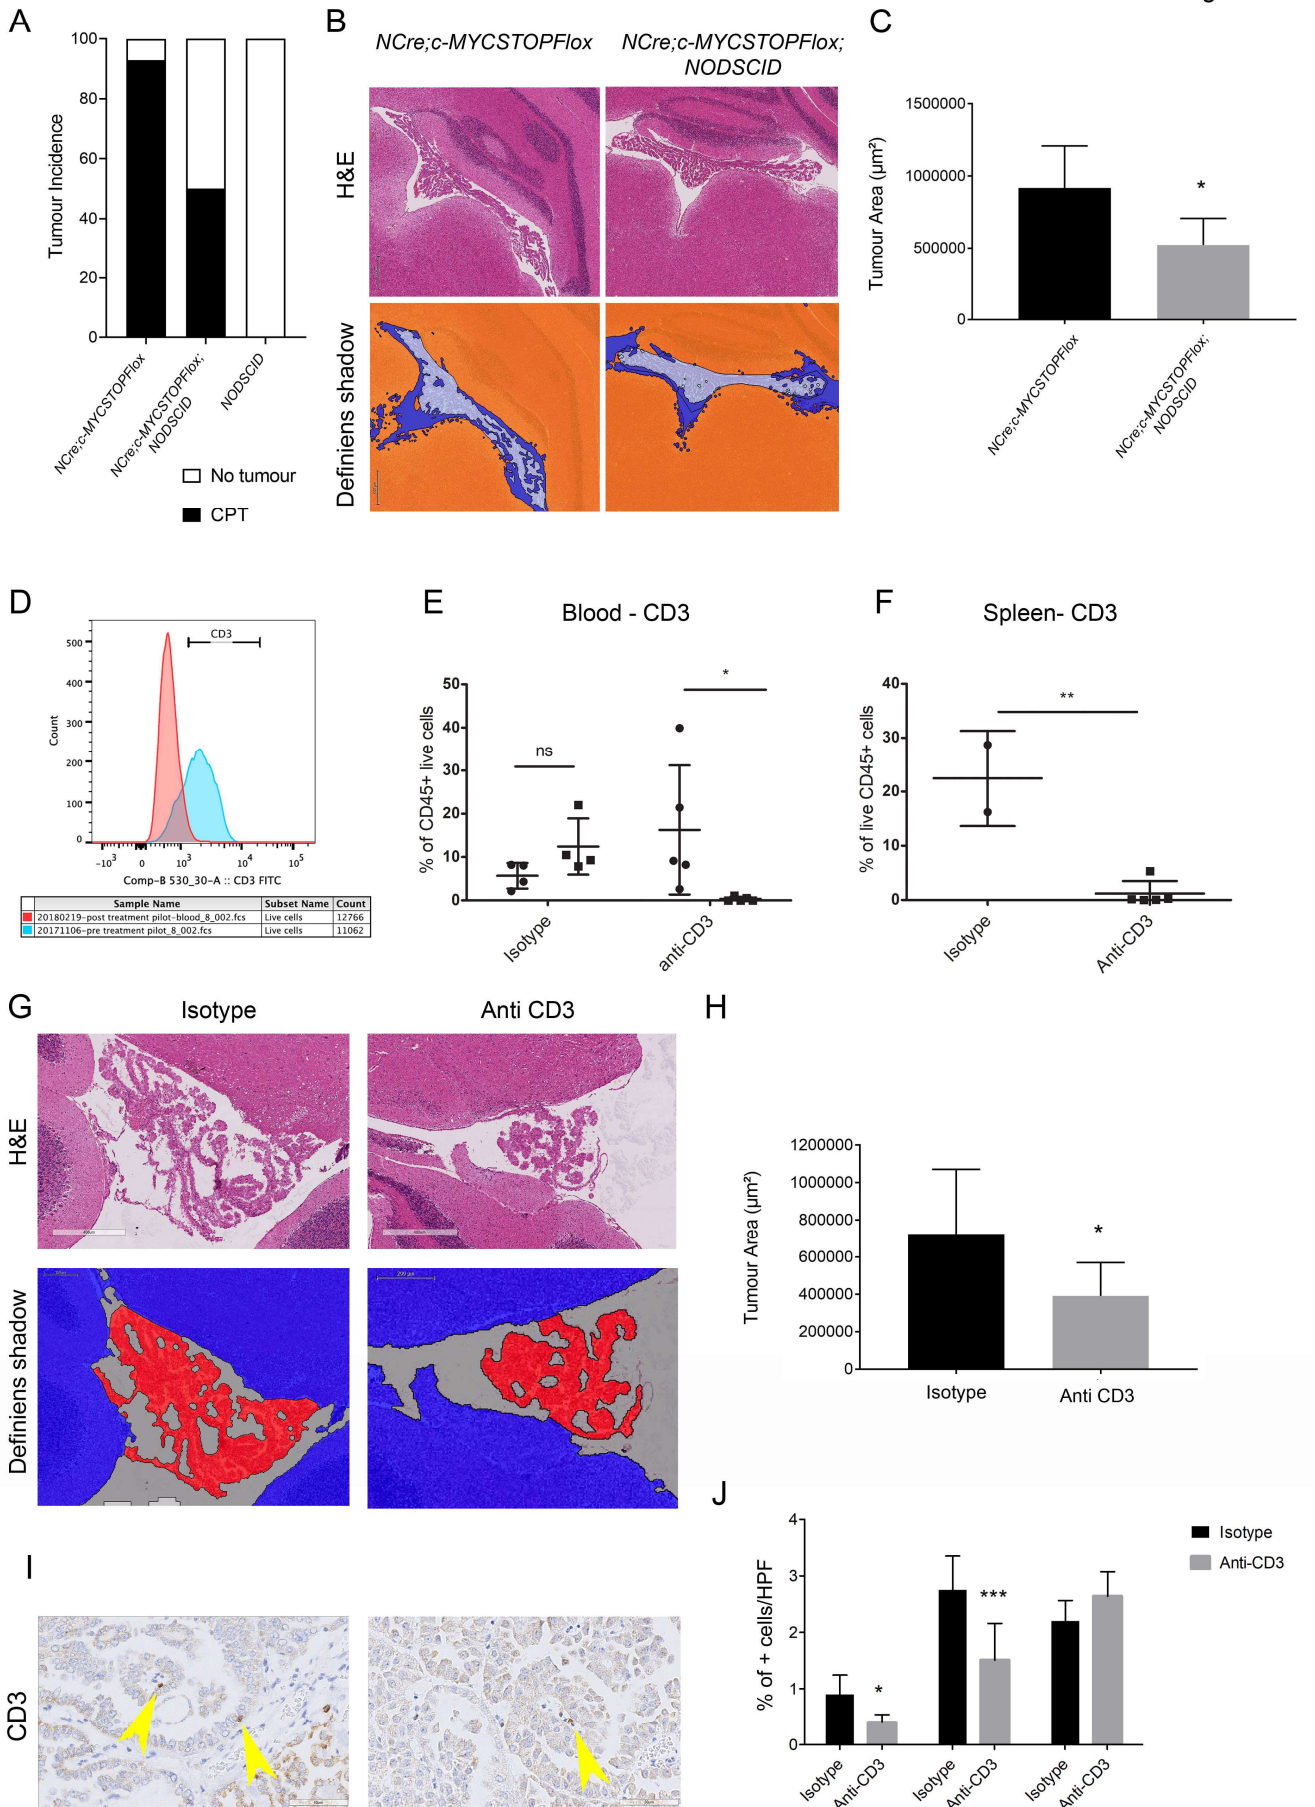 A
100
80
60
40
20
0
Tumour Incidence
NCre;c-MYCSTOPFlox
NCre;c-MYCSTOPFlox;
NODSCID
NODSCID
No tumour
CPT
B
NCre;c-MYCSTOPFlox
NCre;c-MYCSTOPFlox;
NODSCID
H&E
Definiens shadow
C
1500000
1000000
500000
0
Tumour Area (µm²)
*
NCre;c-MYCSTOPFlox
NCre;c-MYCSTOPFlox;
NODSCID
D
CD3
500
400
300
200
100
0
Count
-10³ 0 10³ 10⁴ 10⁵
Comp-B 530_30-A :: CD3 FITC
Sample Name Subset Name Count
20180219-post treatment pilot-blood_8_002.fcs Live cells 12766
20171106-pre treatment pilot_8_002.fcs Live cells 11062
E
Blood - CD3
50
40
30
20
10
0
% of CD45+ live cells
ns
*
Isotype
anti-CD3
F
Spleen- CD3
40
30
20
10
0
% of live CD45+ cells
**
Isotype
Anti-CD3
G
Isotype
Anti CD3
H&E
Definiens shadow
200 µm
H
1200000
1000000
800000
600000
400000
200000
0
Tumour Area (µm²)
*
Isotype
Anti CD3
I
CD3
J
4
3
2
1
0
% of + cells/HPF
*
***
Isotype
Anti-CD3
Isotype
Anti-CD3
Isotype
Anti-CD3
Isotype
Anti-CD3